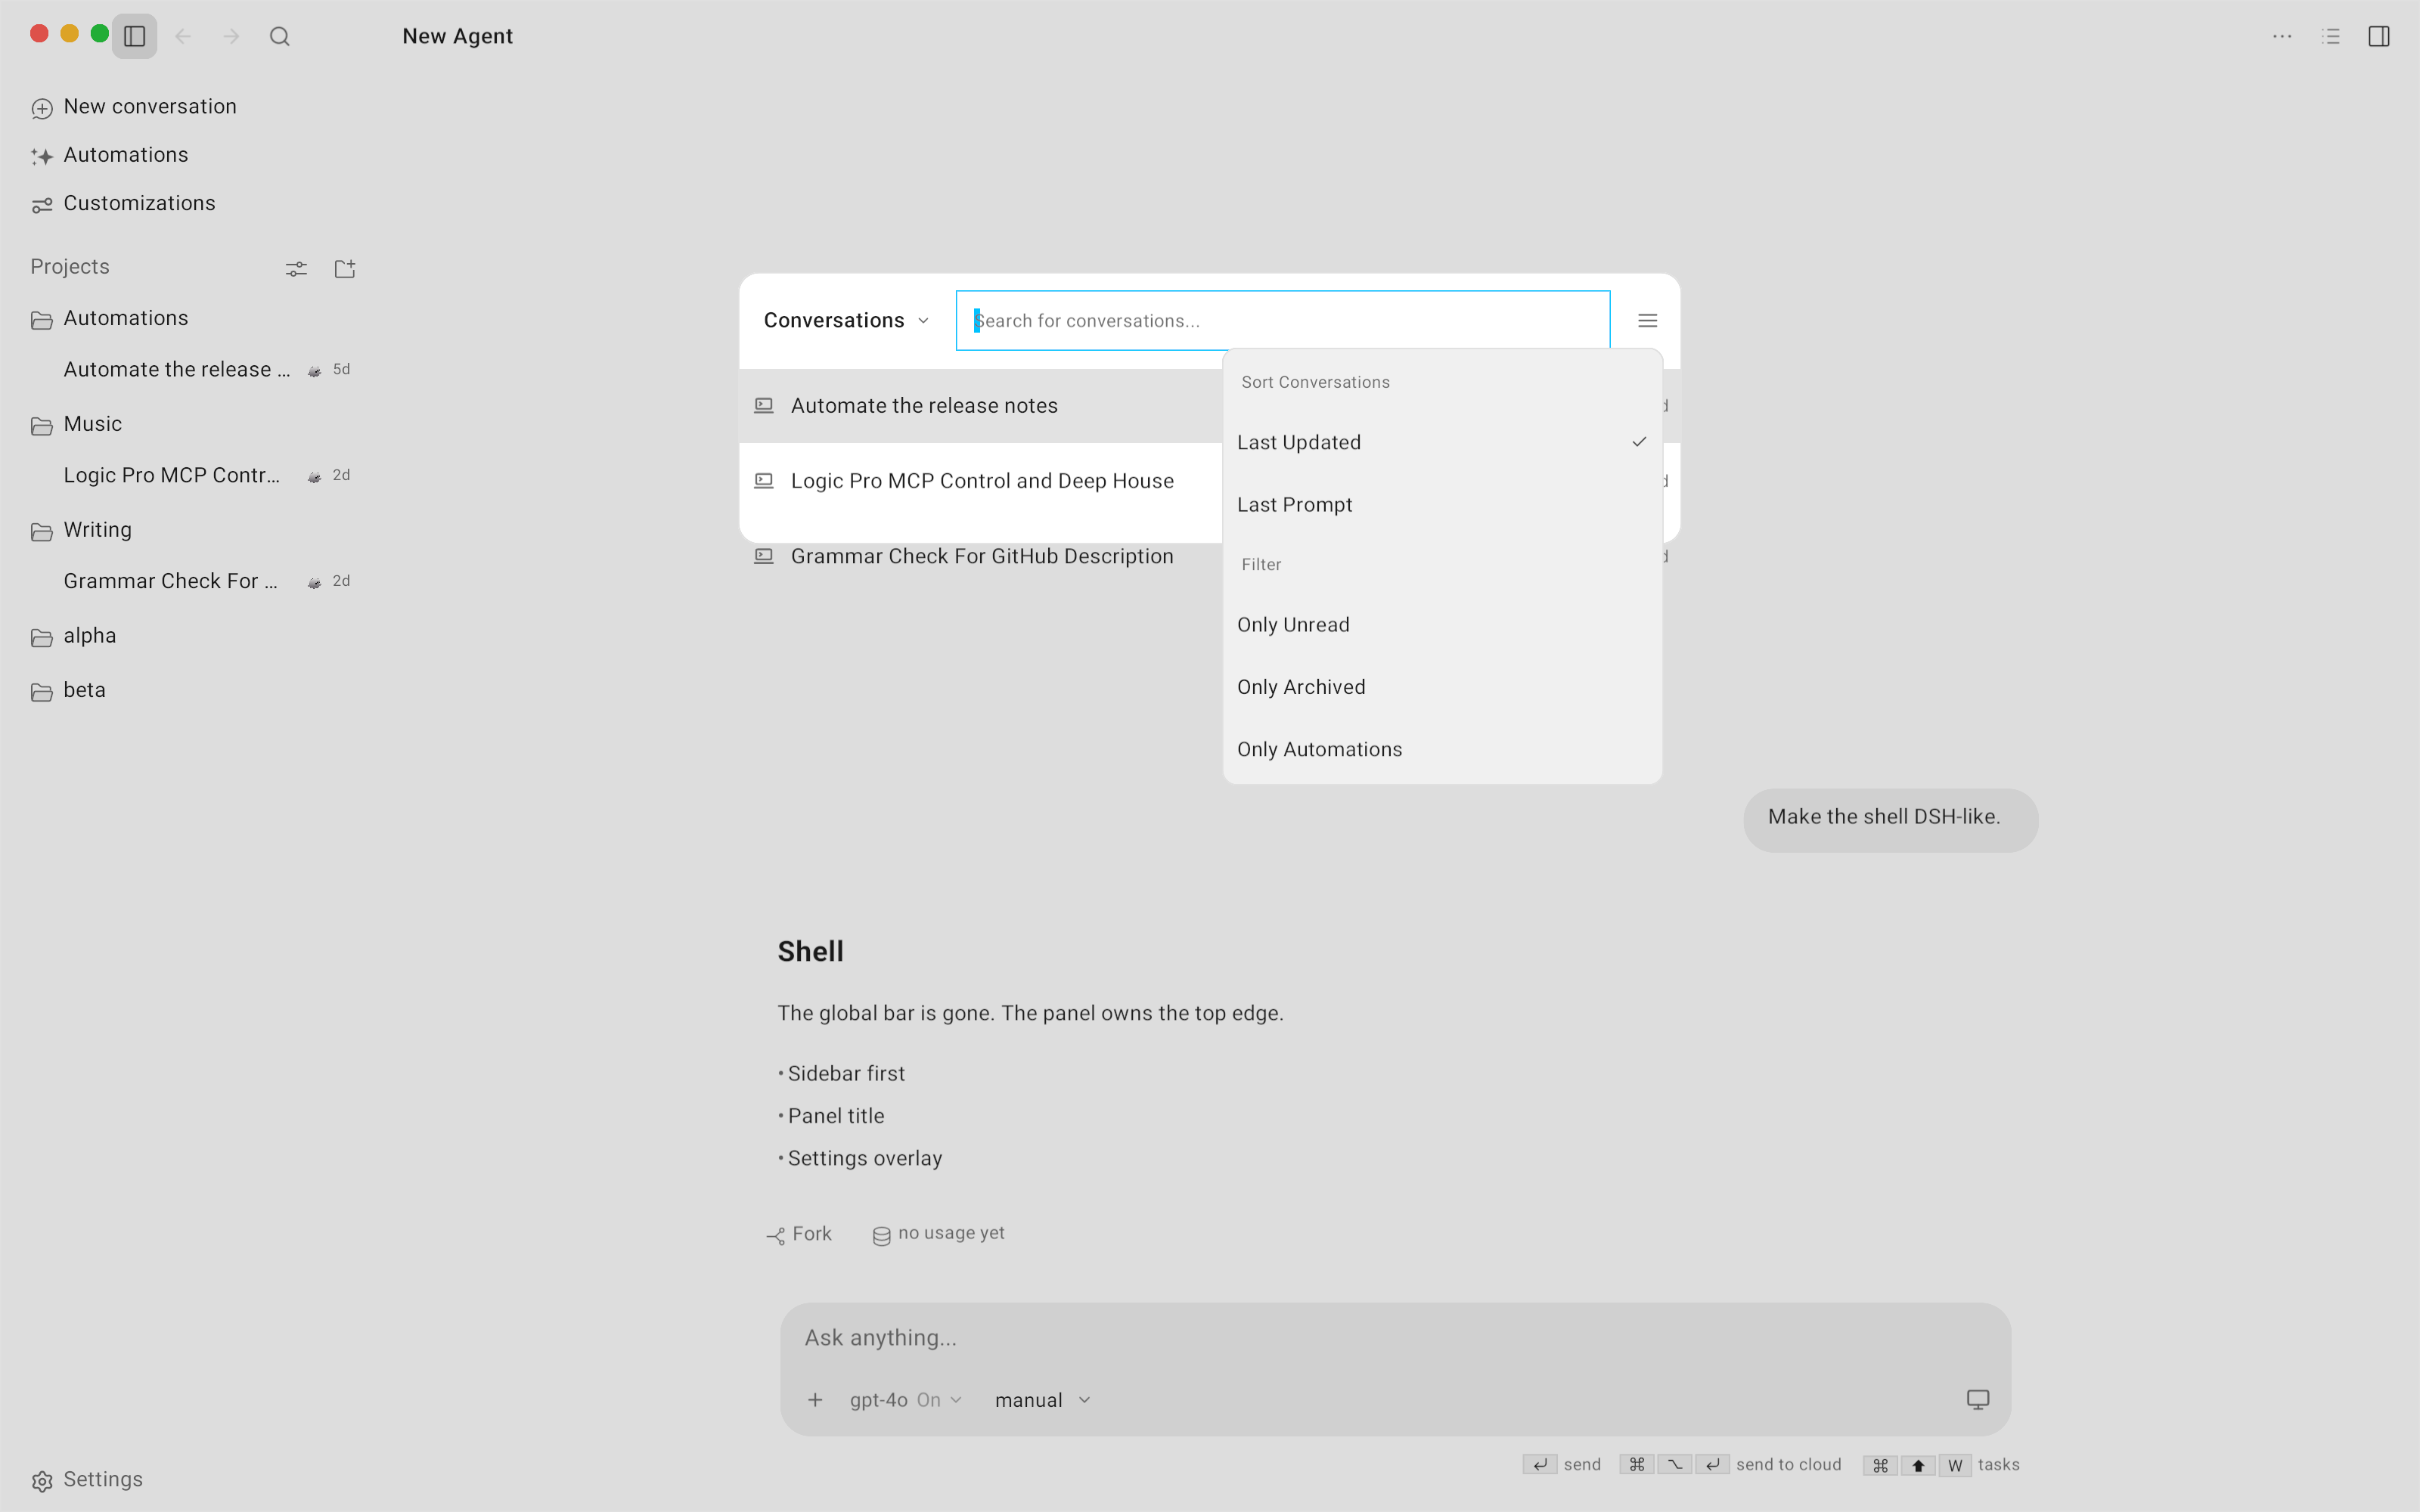 New Agent
New conversation
Automations
Customizations
Projects
Automations
Automate the release ... 5d
Music
Logic Pro MCP Contr... 2d
Writing
Grammar Check For ... 2d
alpha
beta
Settings
Conversations
Search for conversations...
Automate the release notes
Logic Pro MCP Control and Deep House
Grammar Check For GitHub Description
Sort Conversations
Last Updated
Last Prompt
Filter
Only Unread
Only Archived
Only Automations
Make the shell DSH-like.
Shell
The global bar is gone. The panel owns the top edge.
• Sidebar first
• Panel title
• Settings overlay
Fork no usage yet
Ask anything...
+ gpt-4o On manual
↵ send ⌘ ⌥ ↵ send to cloud ⌘ ⬆ W tasks